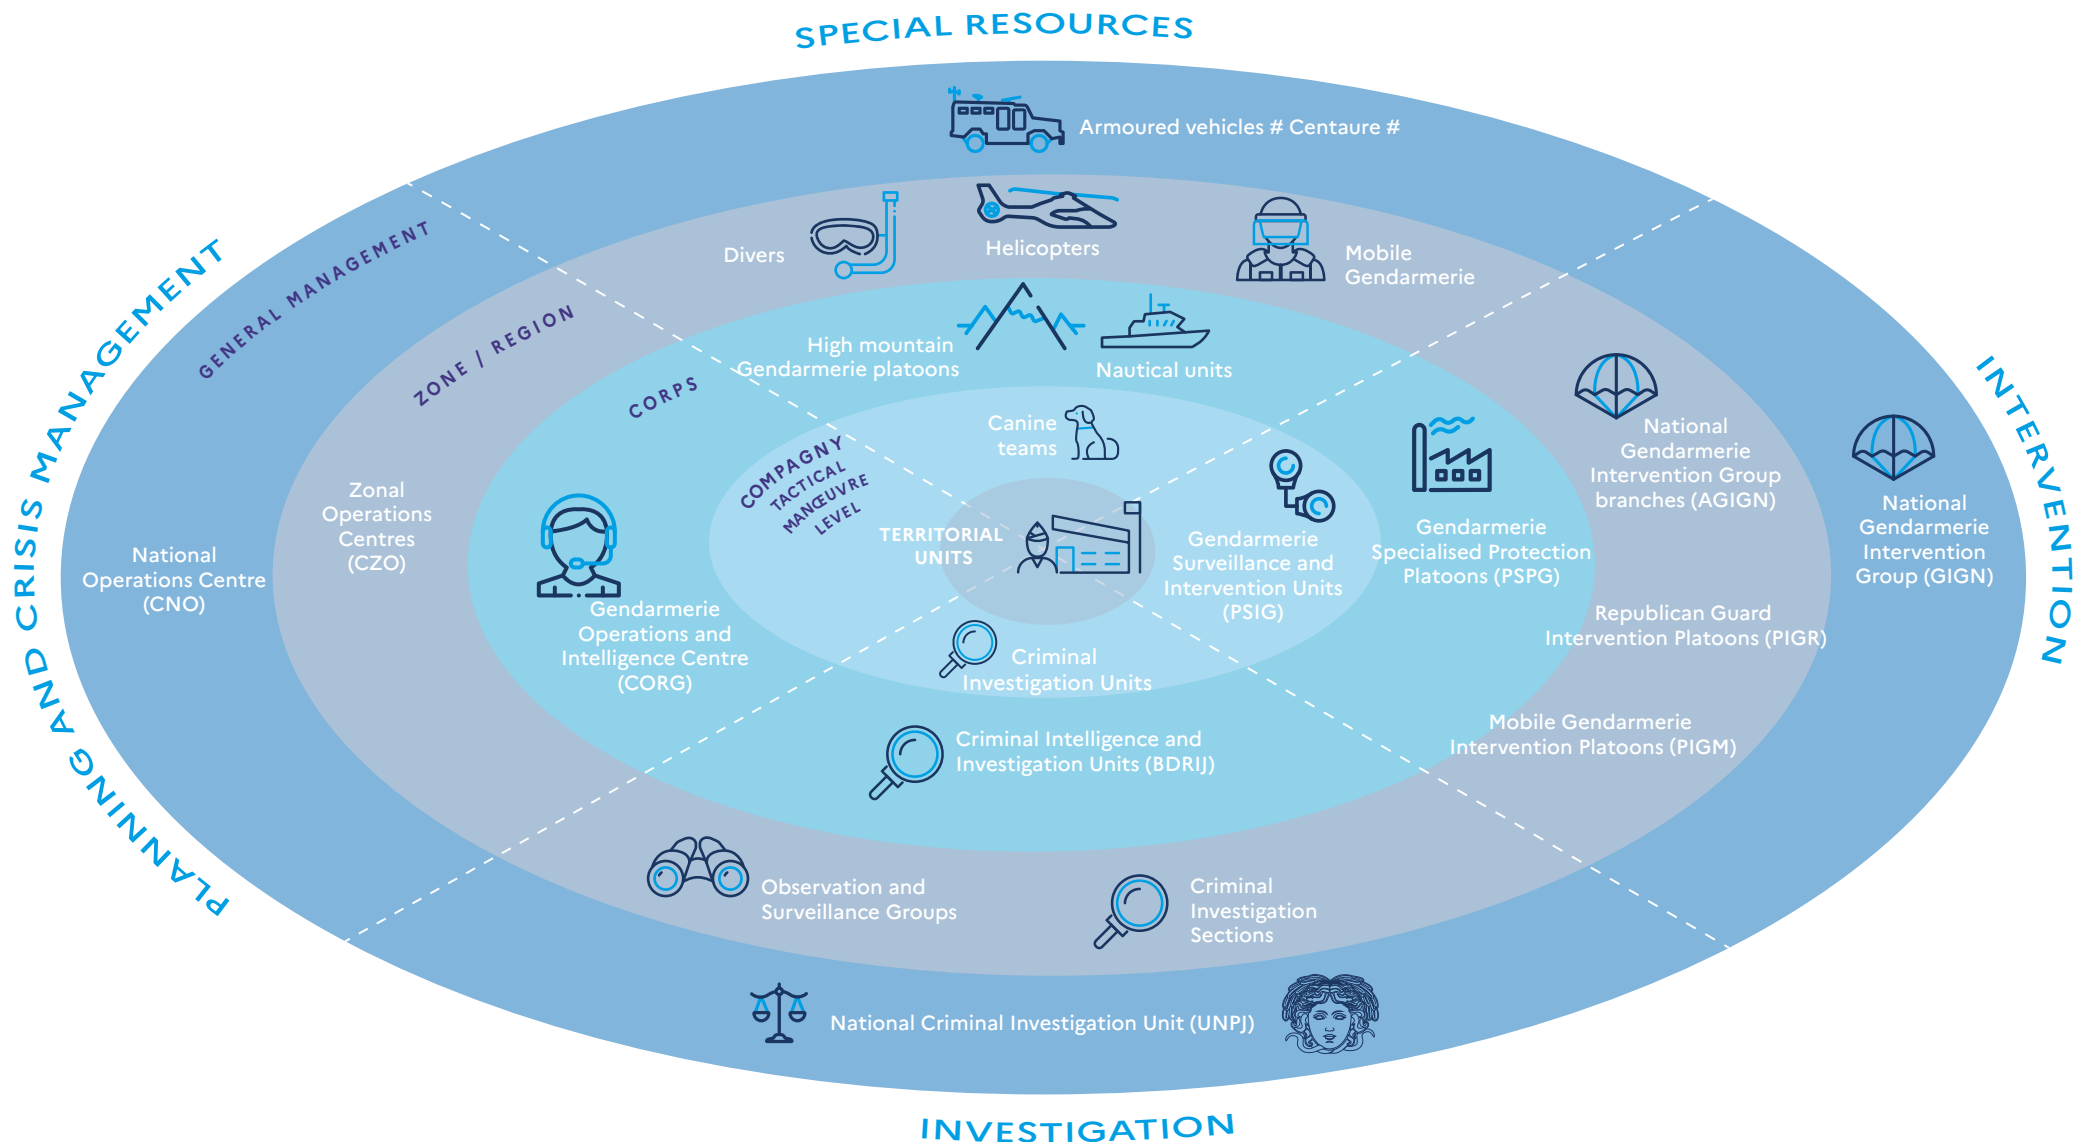 SPECIAL RESOURCES
Armoured vehicles # Centaure #
Divers
Helicopters
Mobile
Gendarmerie
High mountain
Gendarmerie platoons
Nautical units
Canine
teams
PLANNING AND CRISIS MANAGEMENT
GENERAL MANAGEMENT
ZONE / REGION
CORPS
COMPAGNY
TACTICAL
MANŒUVRE
LEVEL
National
Operations Centre
(CNO)
Zonal
Operations
Centres
(CZO)
Gendarmerie
Operations and
Intelligence Centre
(CORG)
TERRITORIAL
UNITS
Gendarmerie
Surveillance and
Intervention Units
(PSIG)
Gendarmerie
Specialised Protection
Platoons (PSPG)
National
Gendarmerie
Intervention Group
branches (AGIGN)
Republican Guard
Intervention Platoons (PIGR)
Mobile Gendarmerie
Intervention Platoons (PIGM)
National
Gendarmerie
Intervention
Group (GIGN)
INTERVENTION
Criminal
Investigation Units
Criminal Intelligence and
Investigation Units (BDRIJ)
Observation and
Surveillance Groups
Criminal
Investigation
Sections
National Criminal Investigation Unit (UNPJ)
INVESTIGATION